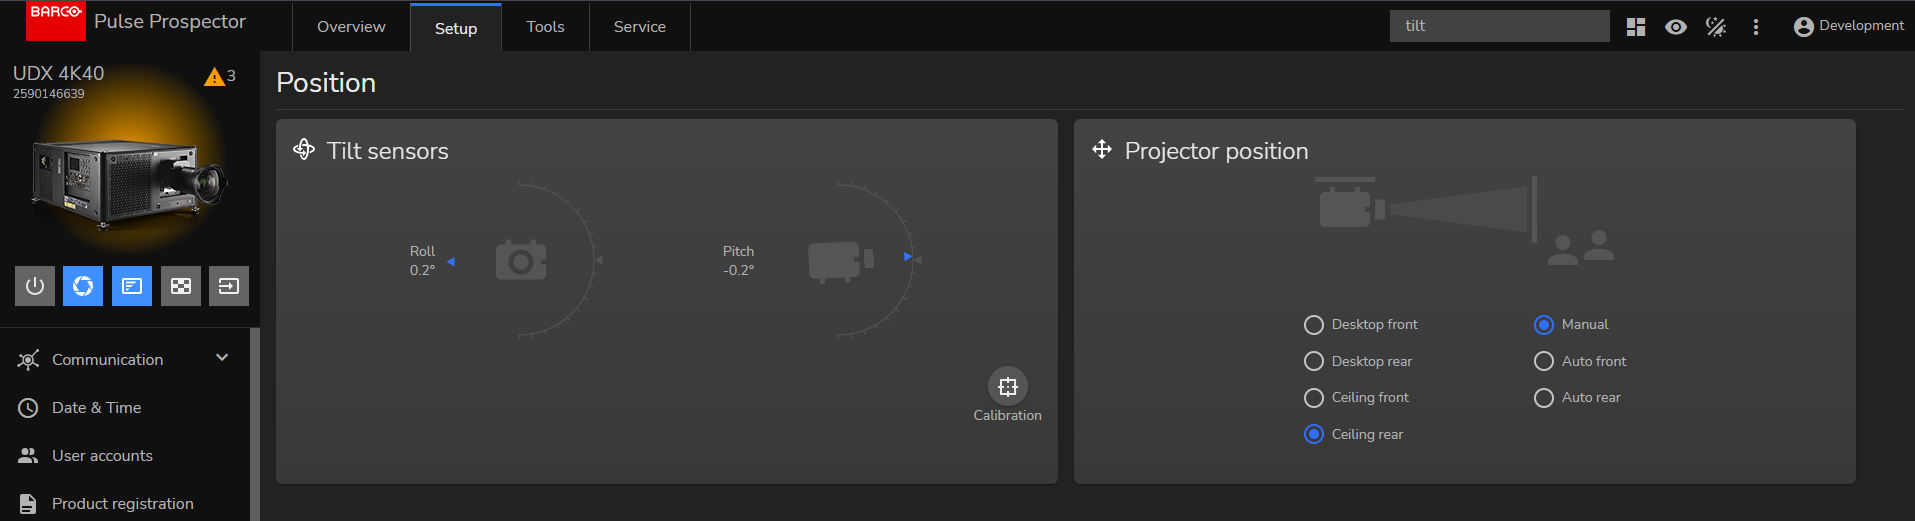 BARCO
Pulse Prospector
Overview
Setup
Tools
Service
tilt
Development
UDX 4K40
3
2590146639
Position
Tilt sensors
Projector position
Roll
0.2°
Pitch
-0.2°
Calibration
Desktop front
Manual
Desktop rear
Auto front
Ceiling front
Auto rear
Ceiling rear
Communication
Date & Time
User accounts
Product registration